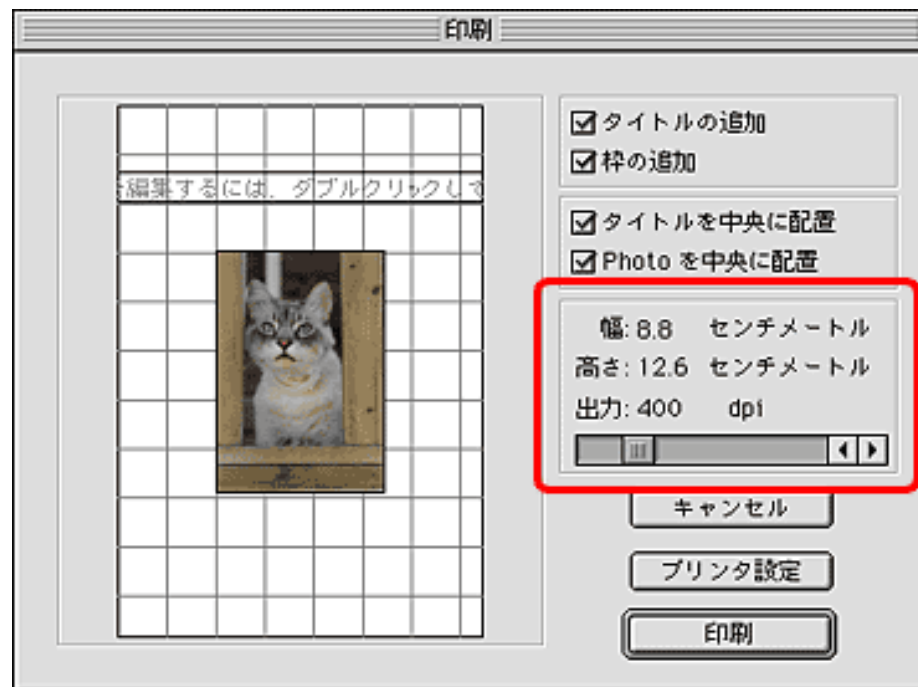 印刷
編集するには、ダブルクリックして
タイトルの追加
枠の追加
タイトルを中央に配置
Photo を中央に配置
幅: 8.8 センチメートル
高さ: 12.6 センチメートル
出力: 400 dpi
キャンセル
プリンタ設定
印刷